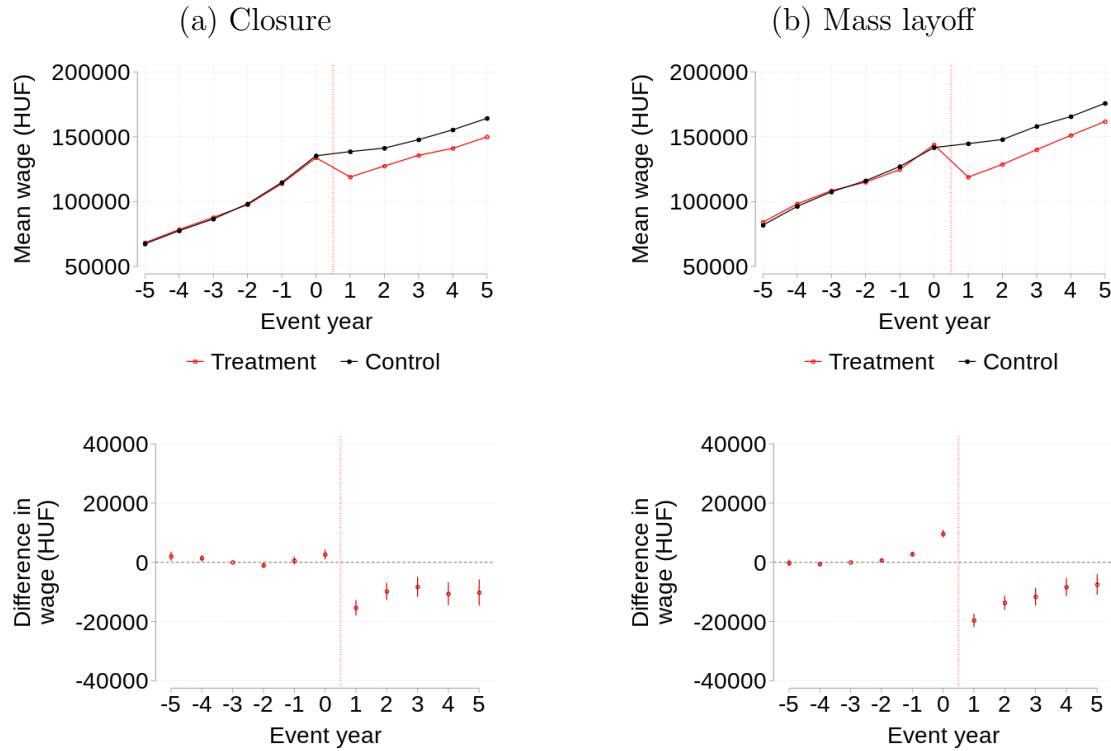 (a) Closure
200000
150000
100000
50000
Mean wage (HUF)
-5 -4 -3 -2 -1 0 1 2 3 4 5
Event year
Treatment Control
(b) Mass layoff
200000
150000
100000
50000
Mean wage (HUF)
-5 -4 -3 -2 -1 0 1 2 3 4 5
Event year
Treatment Control
40000
20000
0
-20000
-40000
Difference in
wage (HUF)
-5 -4 -3 -2 -1 0 1 2 3 4 5
Event year
40000
20000
0
-20000
-40000
Difference in
wage (HUF)
-5 -4 -3 -2 -1 0 1 2 3 4 5
Event year